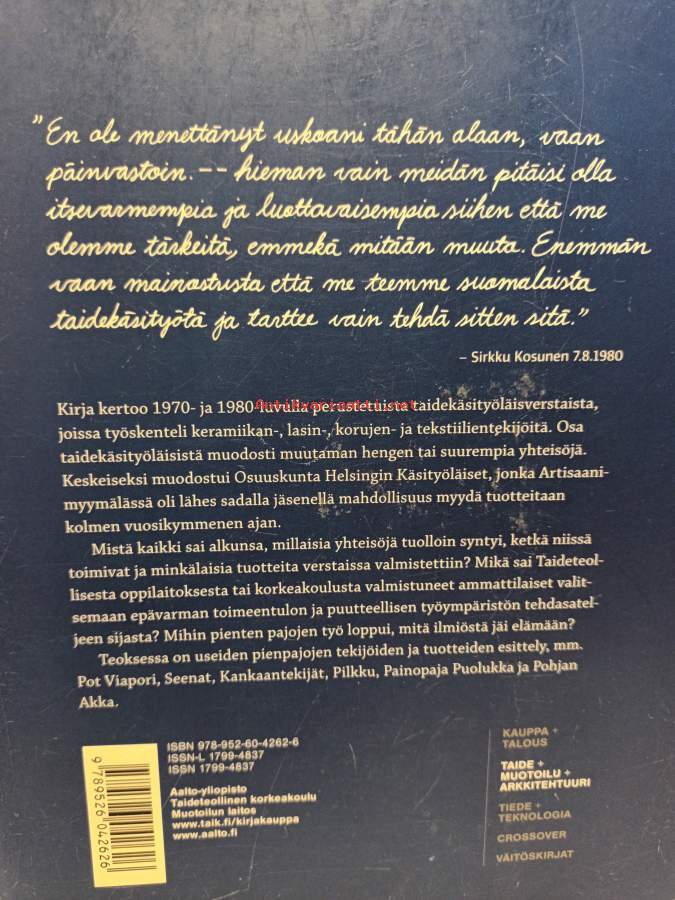 "En ole menettänyt uskoani tähän alaan, vaan
päinvastoin. -- hieman vain meidän pitäisi olla
itsevarmempia ja luottavaisempia siihen että me
olemme tärkeitä, emmekä mitään muuta. Enemmän
vaan mainostusta että me teemme suomalaista
taidekäsityötä ja tarttee vain tehdä sitten sitä."
– Sirkku Kosunen 7.8.1980
Kirja kertoo 1970- ja 1980-luvulla perustetuista taidekäsityöläisverstaista,
joissa työskenteli keramiikan-, lasin-, korujen- ja tekstiilientekijöitä. Osa
taidekäsityöläisistä muodosti muutaman hengen tai suurempia yhteisöjä.
Keskeiseksi muodostui Osuuskunta Helsingin Käsityöläiset, jonka Artisaani-
myymälässä oli lähes sadalla jäsenellä mahdollisuus myydä tuotteitaan
kolmen vuosikymmenen ajan.
Mistä kaikki sai alkunsa, millaisia yhteisöjä tuolloin syntyi, ketkä niissä
toimivat ja minkälaisia tuotteita verstaissa valmistettiin? Mikä sai Taideteol-
lisesta oppilaitoksesta tai korkeakoulusta valmistuneet ammattilaiset valit-
semaan epävarman toimeentulon ja puutteellisen työympäristön tehdasatel-
jeen sijasta? Mihin pienten pajojen työ loppui, mitä ilmiöstä jäi elämään?
Teoksessa on useiden pienpajojen tekijöiden ja tuotteiden esittely, mm.
Pot Viapori, Seenat, Kankaantekijät, Pilkku, Painopaja Puolukka ja Pohjan
Akka.
ISBN 978-952-60-4262-6
ISSN-L 1799-4837
ISSN 1799-4837
Aalto-yliopisto
Taideteollinen korkeakoulu
Muotoilun laitos
www.taik.fi/kirjakauppa
www.aalto.fi
9 789526 042626
KAUPPA +
TALOUS
TAIDE +
MUOTOILU +
ARKKITEHTUURI
TIEDE +
TEKNOLOGIA
CROSSOVER
VÄITÖSKIRJAT